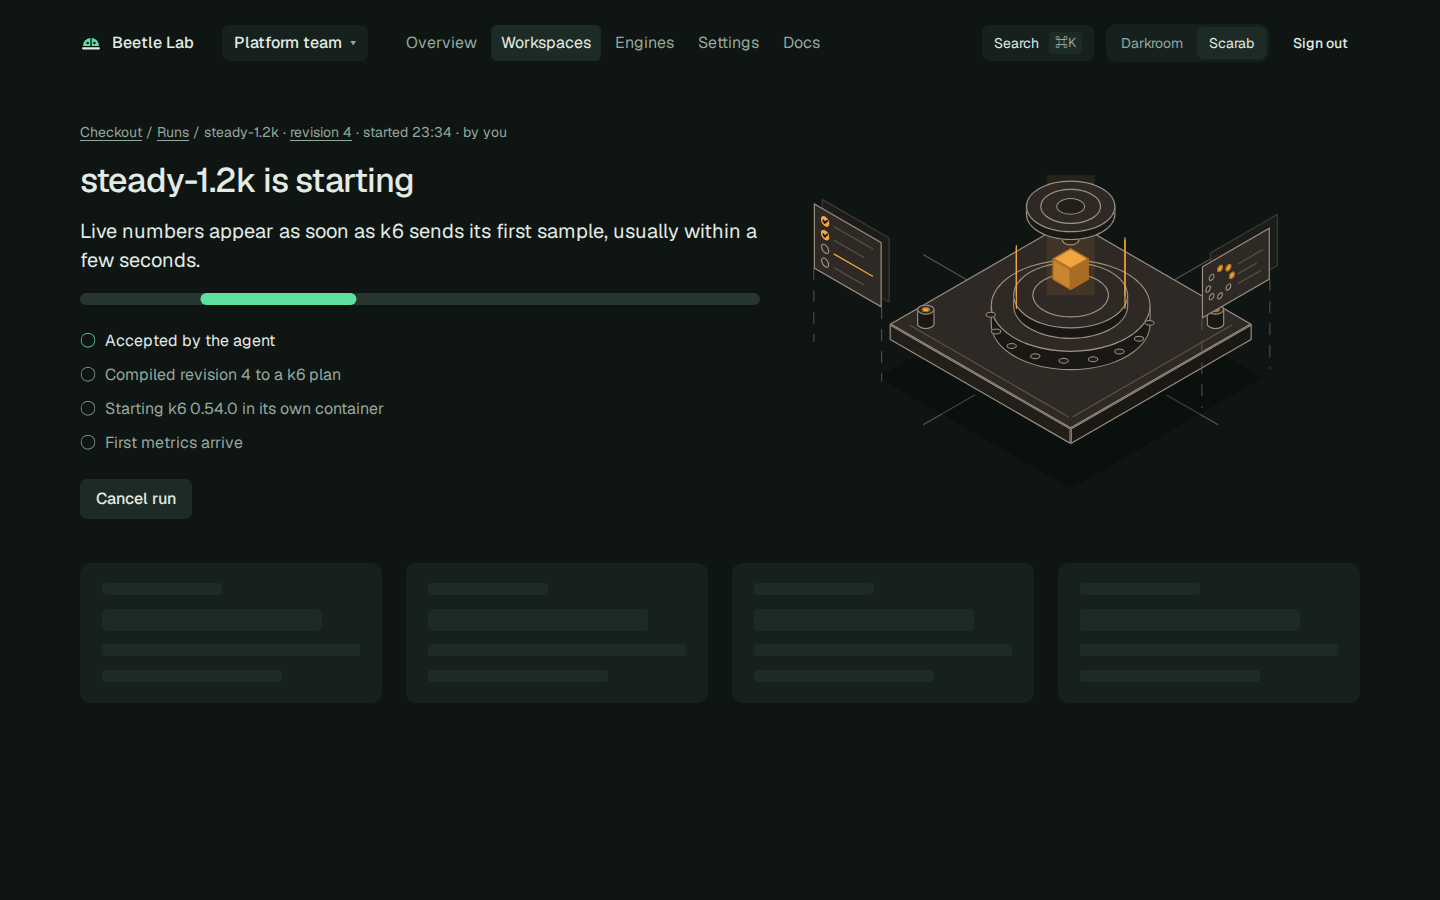 Beetle Lab
Platform team
Overview
Workspaces
Engines
Settings
Docs
Search ⌘K
Darkroom
Scarab
Sign out
Checkout / Runs / steady-1.2k · revision 4 · started 23:34 · by you
steady-1.2k is starting
Live numbers appear as soon as k6 sends its first sample, usually within a
few seconds.
Accepted by the agent
Compiled revision 4 to a k6 plan
Starting k6 0.54.0 in its own container
First metrics arrive
Cancel run